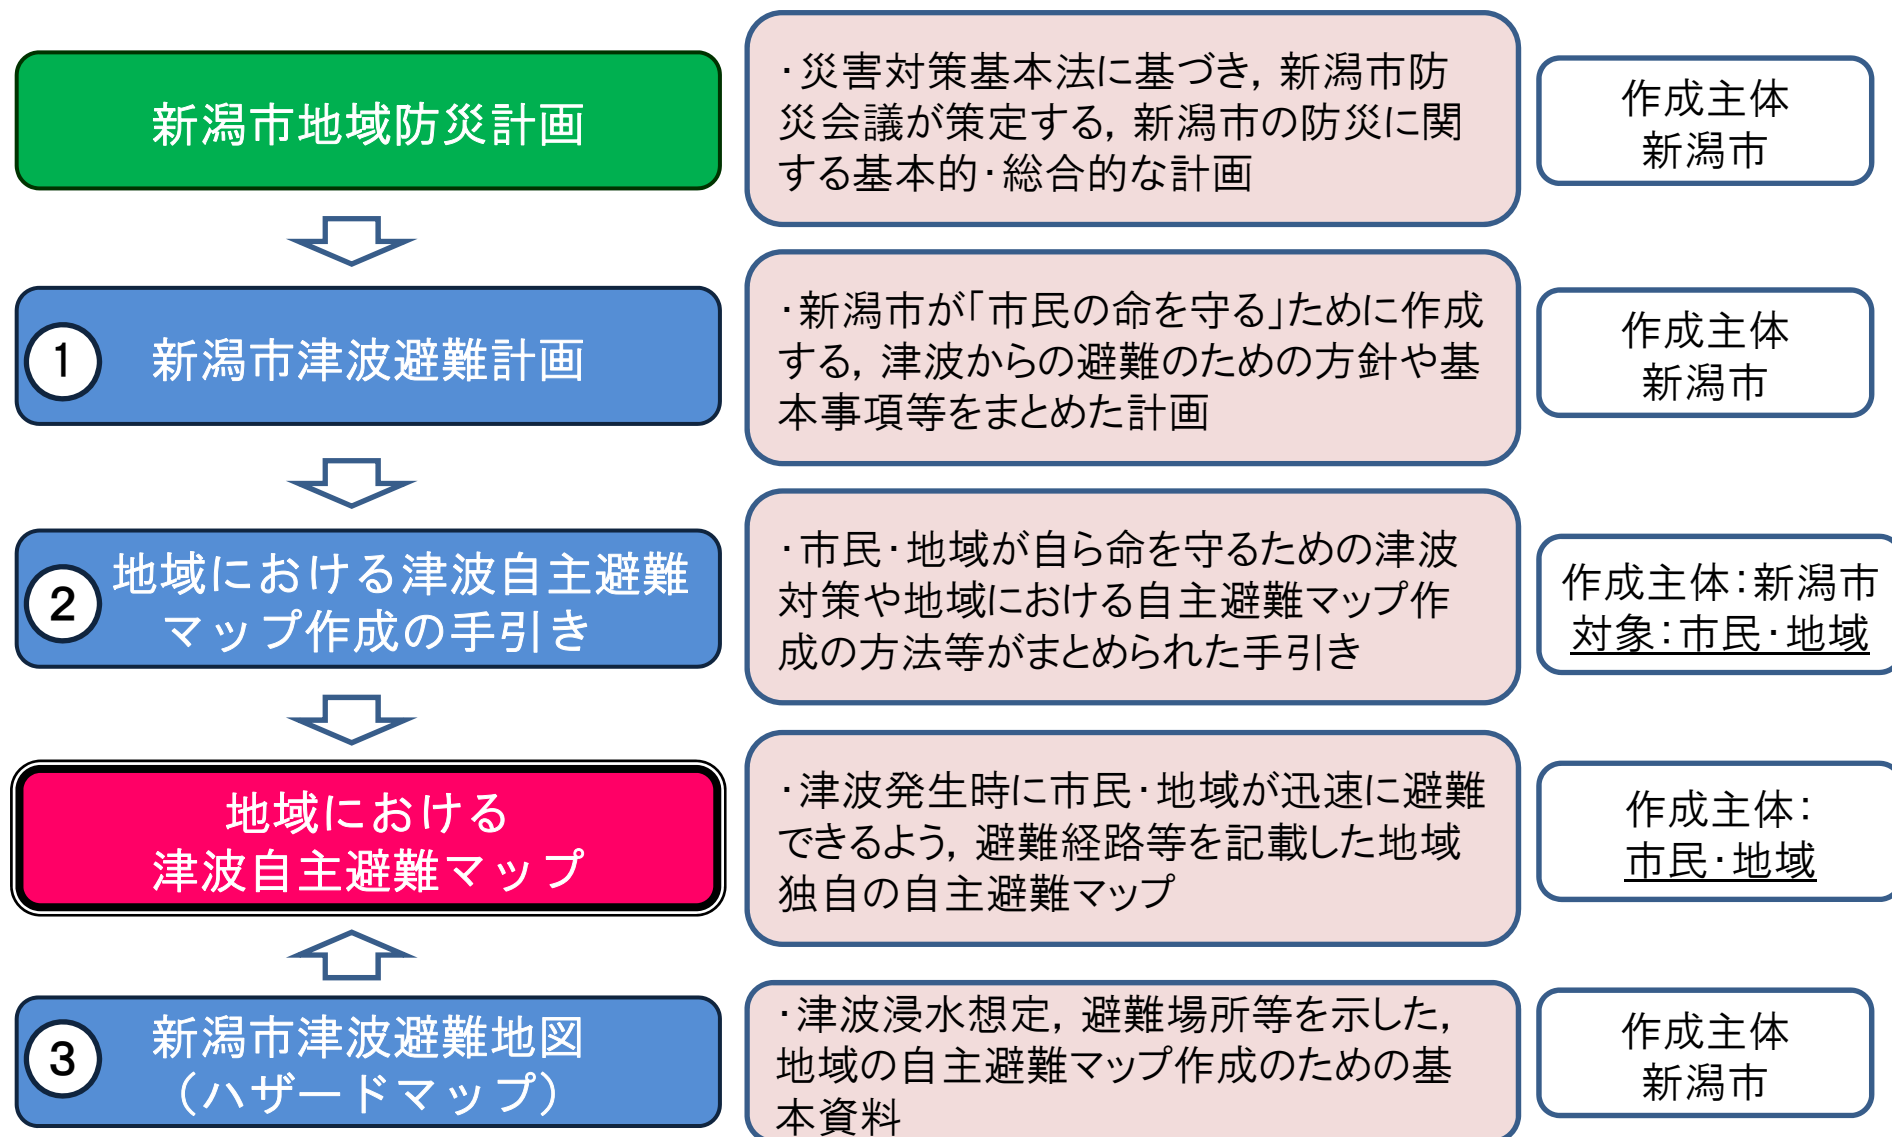 新潟市地域防災計画
・災害対策基本法に基づき，新潟市防
災会議が策定する，新潟市の防災に関
する基本的・総合的な計画
作成主体
新潟市
1
新潟市津波避難計画
・新潟市が「市民の命を守る」ために作成
する，津波からの避難のための方針や基
本事項等をまとめた計画
作成主体
新潟市
2
地域における津波自主避難
マップ作成の手引き
・市民・地域が自ら命を守るための津波
対策や地域における自主避難マップ作
成の方法等がまとめられた手引き
作成主体：新潟市
対象：市民・地域
地域における
津波自主避難マップ
・津波発生時に市民・地域が迅速に避難
できるよう，避難経路等を記載した地域
独自の自主避難マップ
作成主体：
市民・地域
3
新潟市津波避難地図
（ハザードマップ）
・津波浸水想定，避難場所等を示した，
地域の自主避難マップ作成のための基
本資料
作成主体
新潟市